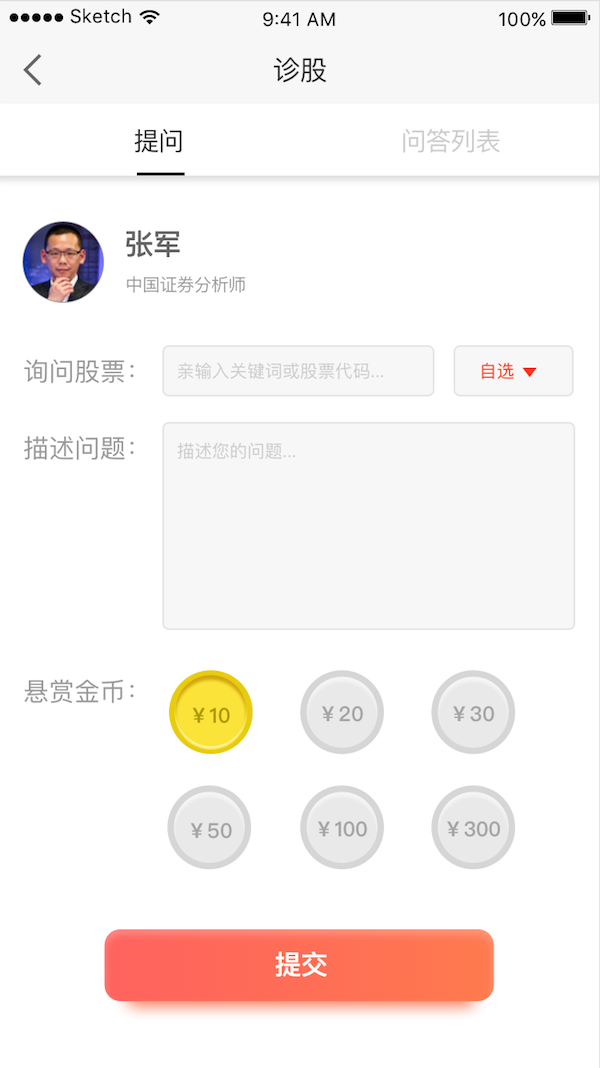 Sketch 9:41 AM 100%
诊股
提问 问答列表
张军
中国证券分析师
询问股票： 亲输入关键词或股票代码... 自选
描述问题： 描述您的问题...
悬赏金币： ¥10 ¥20 ¥30
¥50 ¥100 ¥300
提交